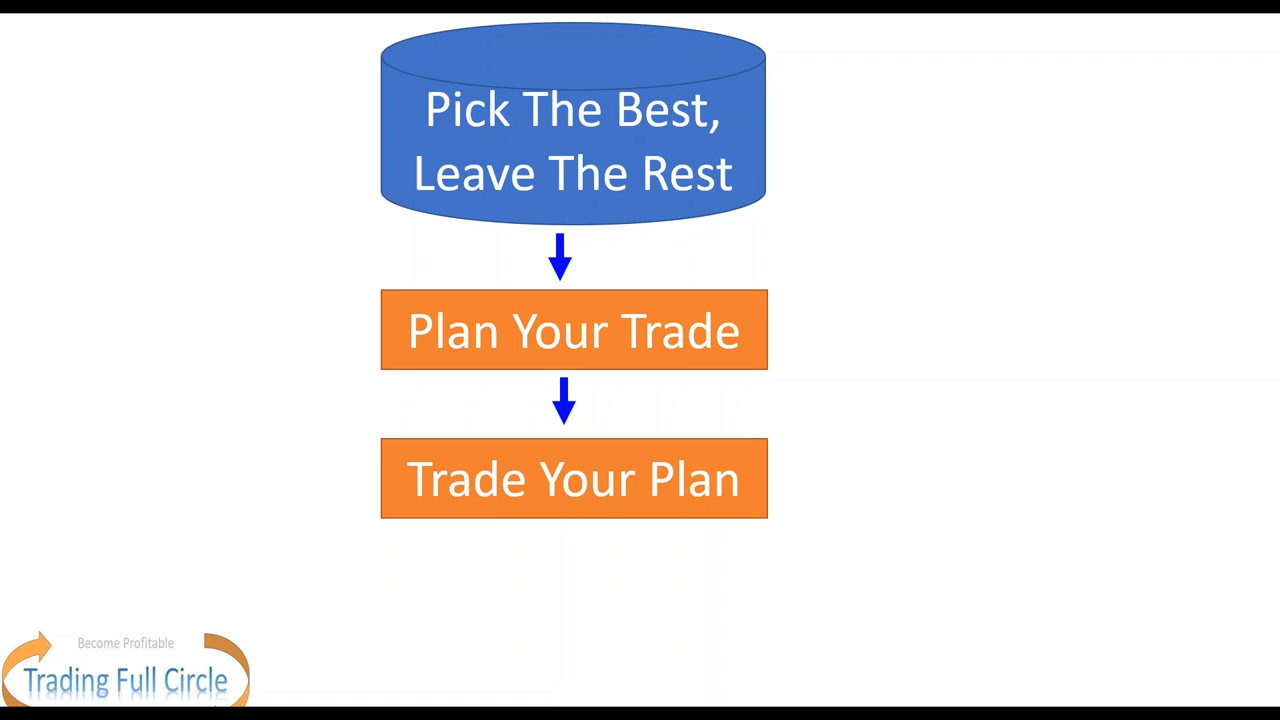 Pick The Best,
Leave The Rest
Plan Your Trade
Trade Your Plan
Become Profitable
Trading Full Circle